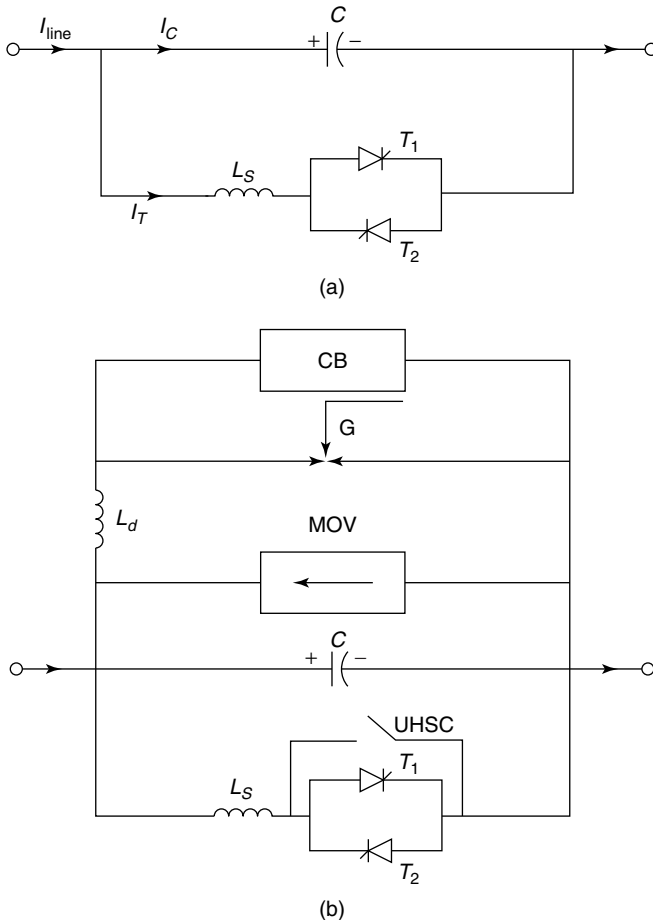 I_line I_C C
+ −
T_1
L_S
I_T
T_2
(a)
CB
G
L_d
MOV
C
+ −
UHSC
T_1
L_S
T_2
(b)